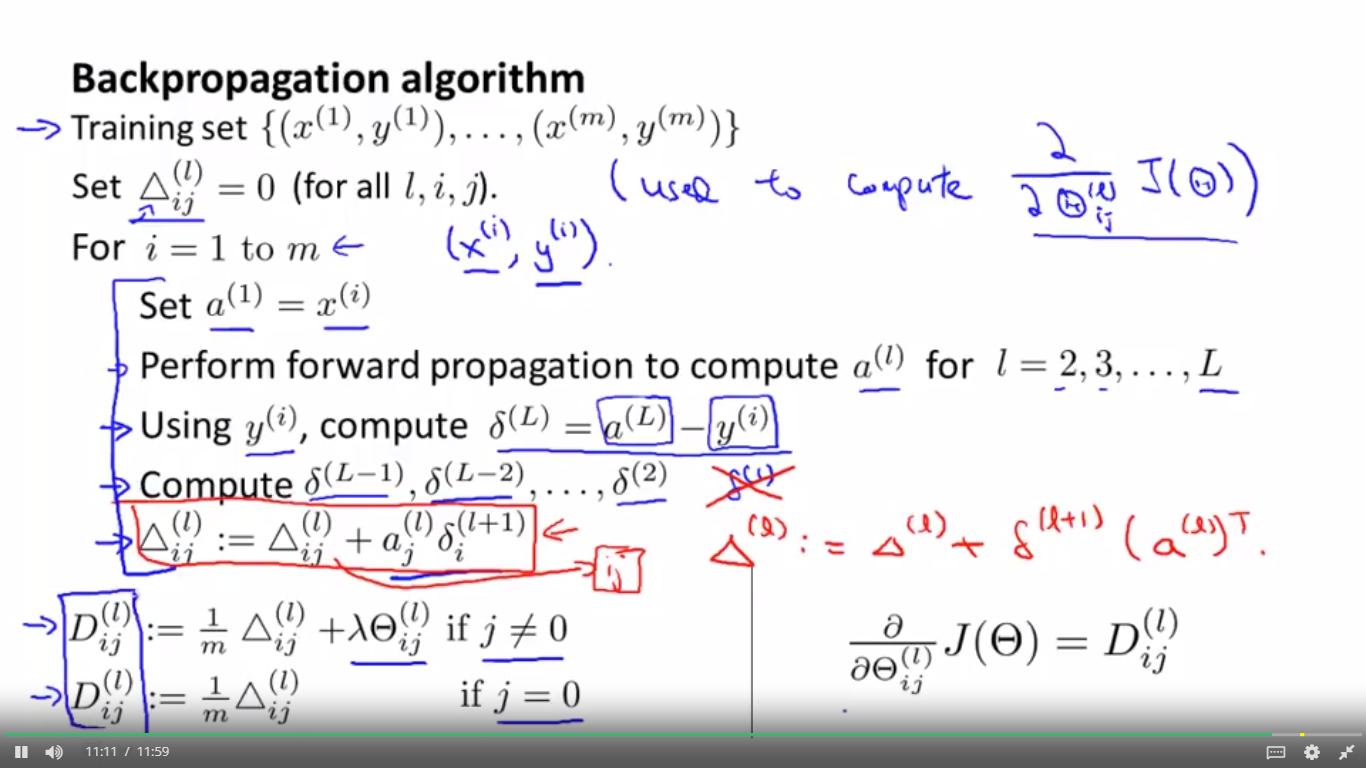 Backpropagation algorithm
→ Training set {(x^(1), y^(1)), ..., (x^(m), y^(m))}
Set △_ij^(l) = 0 (for all l, i, j). (used to compute ∂/∂Θ_ij^(l) J(Θ))
For i = 1 to m ← (x^(i), y^(i)).
Set a^(1) = x^(i)
→ Perform forward propagation to compute a^(l) for l = 2, 3, ..., L
→ Using y^(i), compute δ^(L) = a^(L) − y^(i)
→ Compute δ^(L−1), δ^(L−2), ..., δ^(2) δ^(1)
→ △_ij^(l) := △_ij^(l) + a_j^(l) δ_i^(l+1) ← △^(l) := △^(l) + δ^(l+1) (a^(l))^T.
ij
→ D_ij^(l) := 1/m △_ij^(l) + λΘ_ij^(l) if j ≠ 0
∂/∂Θ_ij^(l) J(Θ) = D_ij^(l)
→ D_ij^(l) := 1/m △_ij^(l) if j = 0
11:11 / 11:59